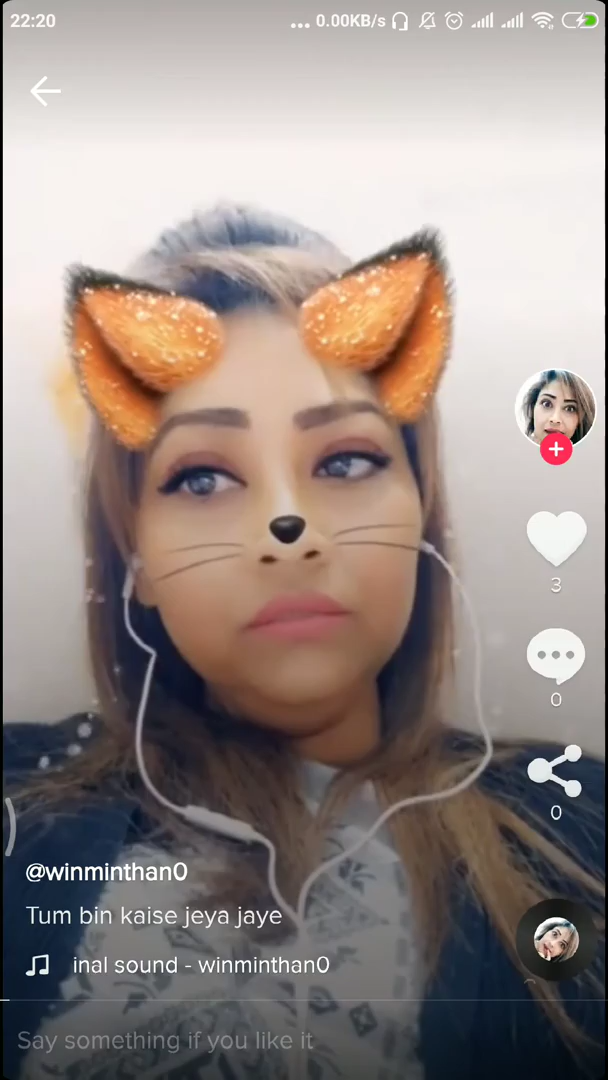 22:20
... 0.00KB/s
3
0
0
@winminthan0
Tum bin kaise jeya jaye
inal sound - winminthan0
Say something if you like it